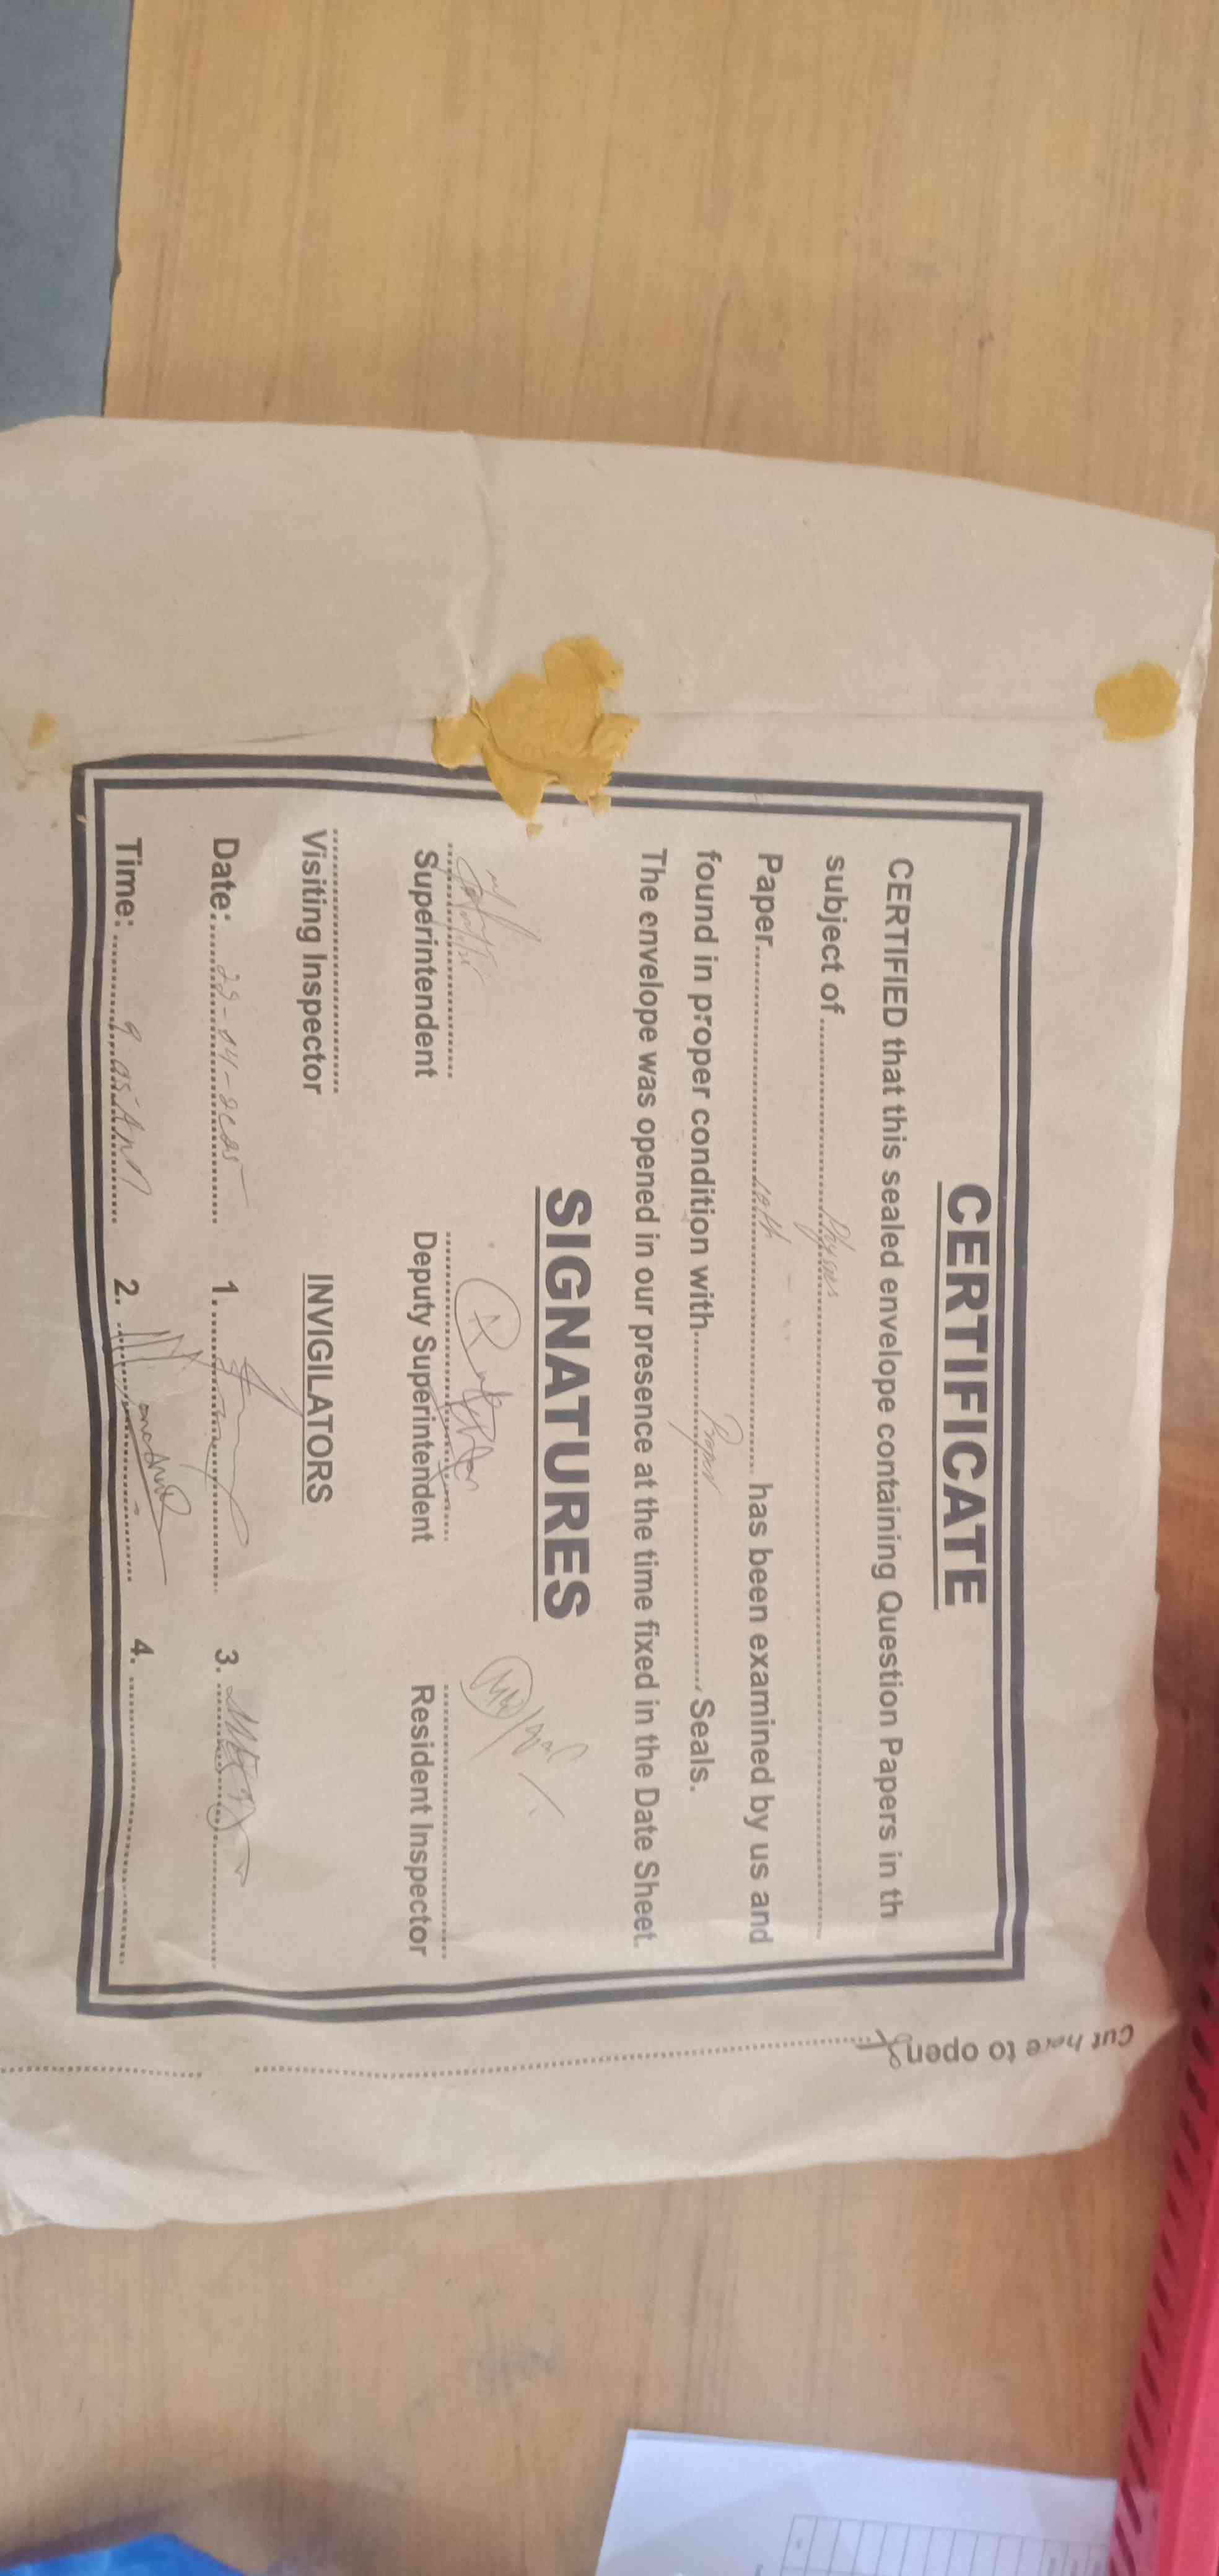 CERTIFICATE
CERTIFIED that this sealed envelope containing Question Papers in th
subject of .......... Physics ..........
Paper .......... 10th .......... has been examined by us and
found in proper condition with .......... Proper .......... Seals.
The envelope was opened in our presence at the time fixed in the Date Sheet.
SIGNATURES
Superintendent Deputy Superintendent Resident Inspector
Visiting Inspector INVIGILATORS
Date: 1. 3.
Time: 2. 4.
Cut here to open